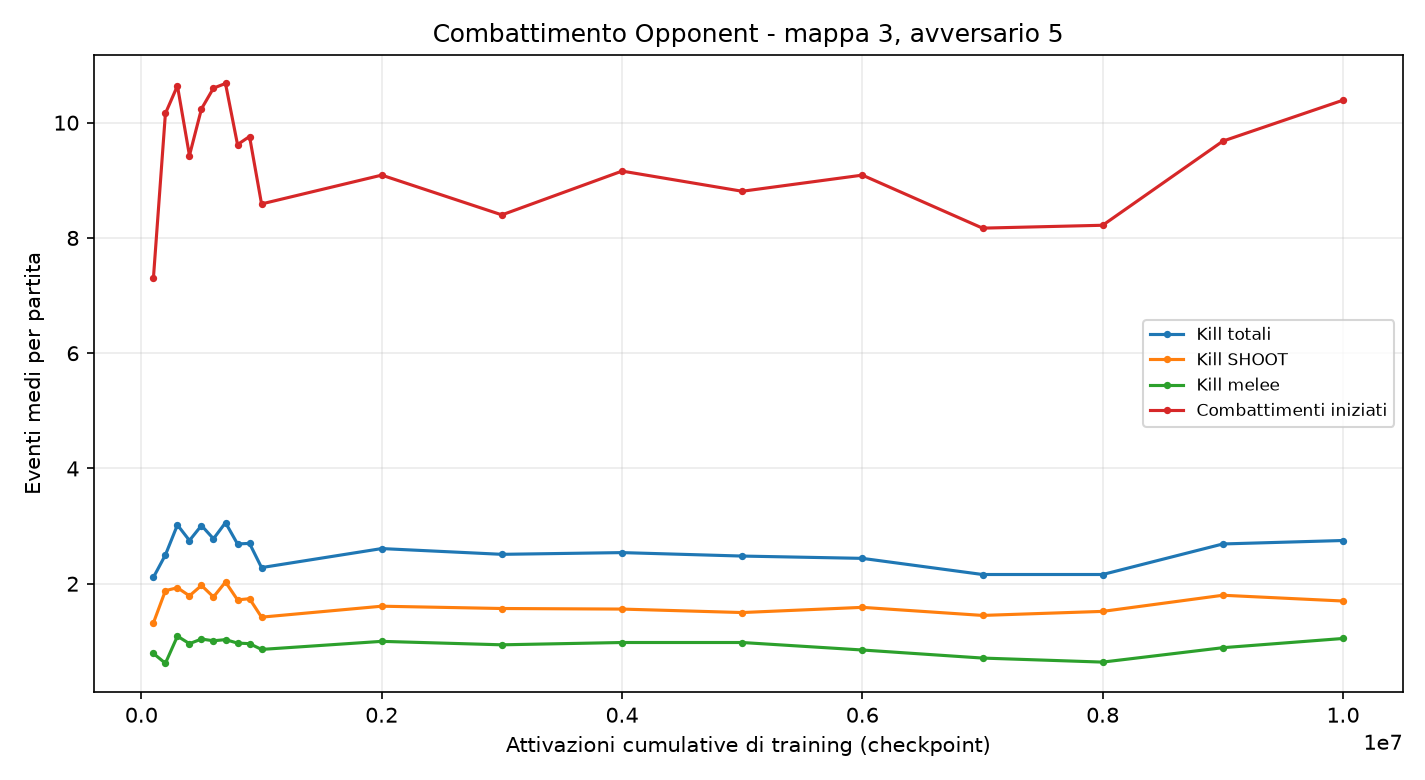 Combattimento Opponent - mappa 3, avversario 5
Eventi medi per partita
10
8
6
4
2
Kill totali
Kill SHOOT
Kill melee
Combattimenti iniziati
0.0
0.2
0.4
0.6
0.8
1.0
1e7
Attivazioni cumulative di training (checkpoint)